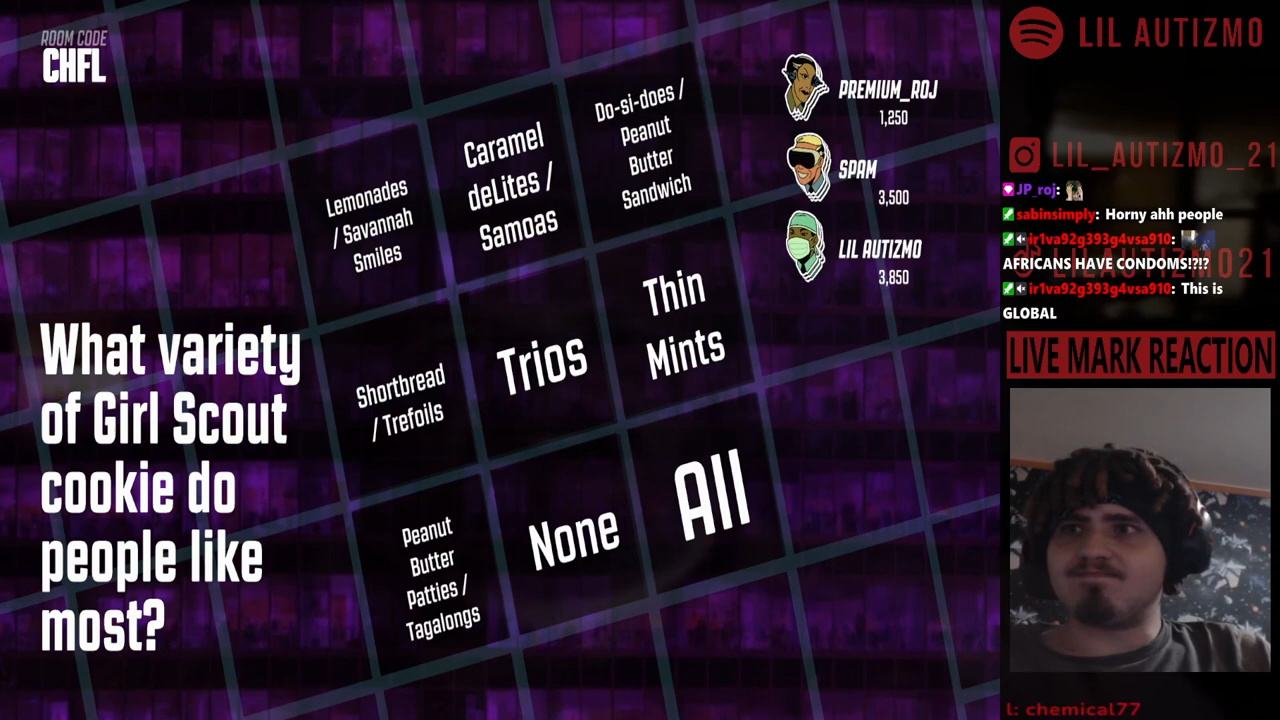 ROOM CODE
CHFL
What variety
of Girl Scout
cookie do
people like
most?
Lemonades
/ Savannah
Smiles
Caramel
deLites /
Samoas
Do-si-does /
Peanut
Butter
Sandwich
Shortbread
/ Trefoils
Trios
Thin
Mints
Peanut
Butter
Patties /
Tagalongs
None
All
PREMIUM_ROJ
1,250
SPAM
3,500
LIL AUTIZMO
3,850
LIL AUTIZMO
LIL_AUTIZMO_21
JP_roj:
sabinsimply: Horny ahh people
ir1va92g393g4vsa910:
AFRICANS HAVE CONDOMS!?!?
LILAUTIZMO21
ir1va92g393g4vsa910: This is
GLOBAL
LIVE MARK REACTION
l: chemical77